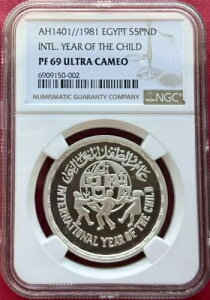 AH1401//1981 EGYPT S5PND
INTL. YEAR OF THE CHILD
PF 69 ULTRA CAMEO
6909150-002
NUMISMATIC GUARANTY COMPANY
NGC
INTERNATIONAL YEAR OF THE CHILD